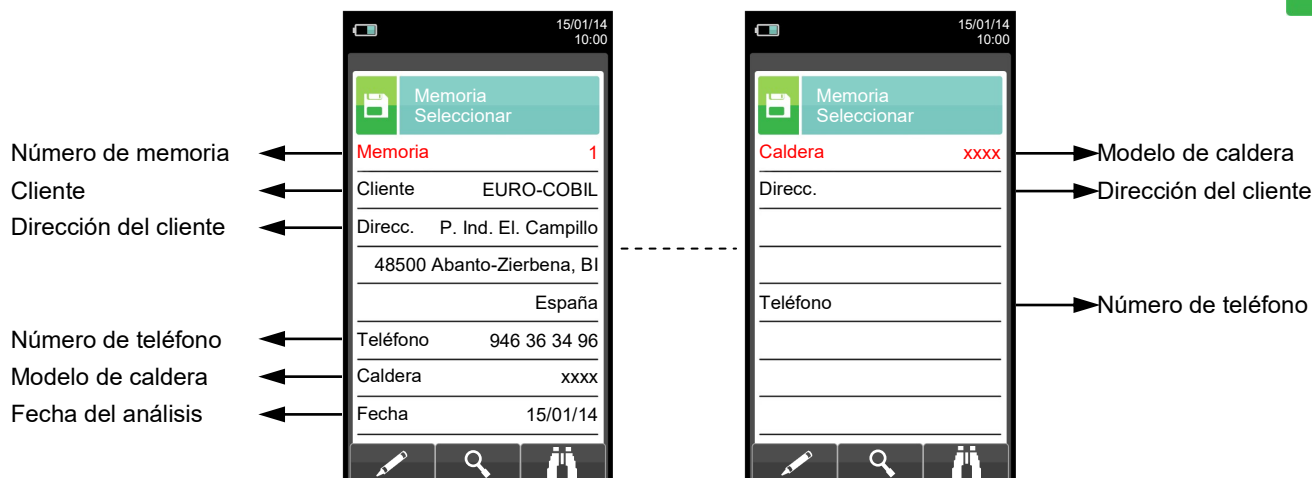 15/01/14
10:00
Memoria
Seleccionar
Número de memoria
Memoria 1
Cliente
Cliente EURO-COBIL
Dirección del cliente
Direcc. P. Ind. El. Campillo
48500 Abanto-Zierbena, BI
España
Número de teléfono
Teléfono 946 36 34 96
Modelo de caldera
Caldera xxxx
Fecha del análisis
Fecha 15/01/14
15/01/14
10:00
Memoria
Seleccionar
Caldera xxxx
Modelo de caldera
Direcc.
Dirección del cliente
Teléfono
Número de teléfono